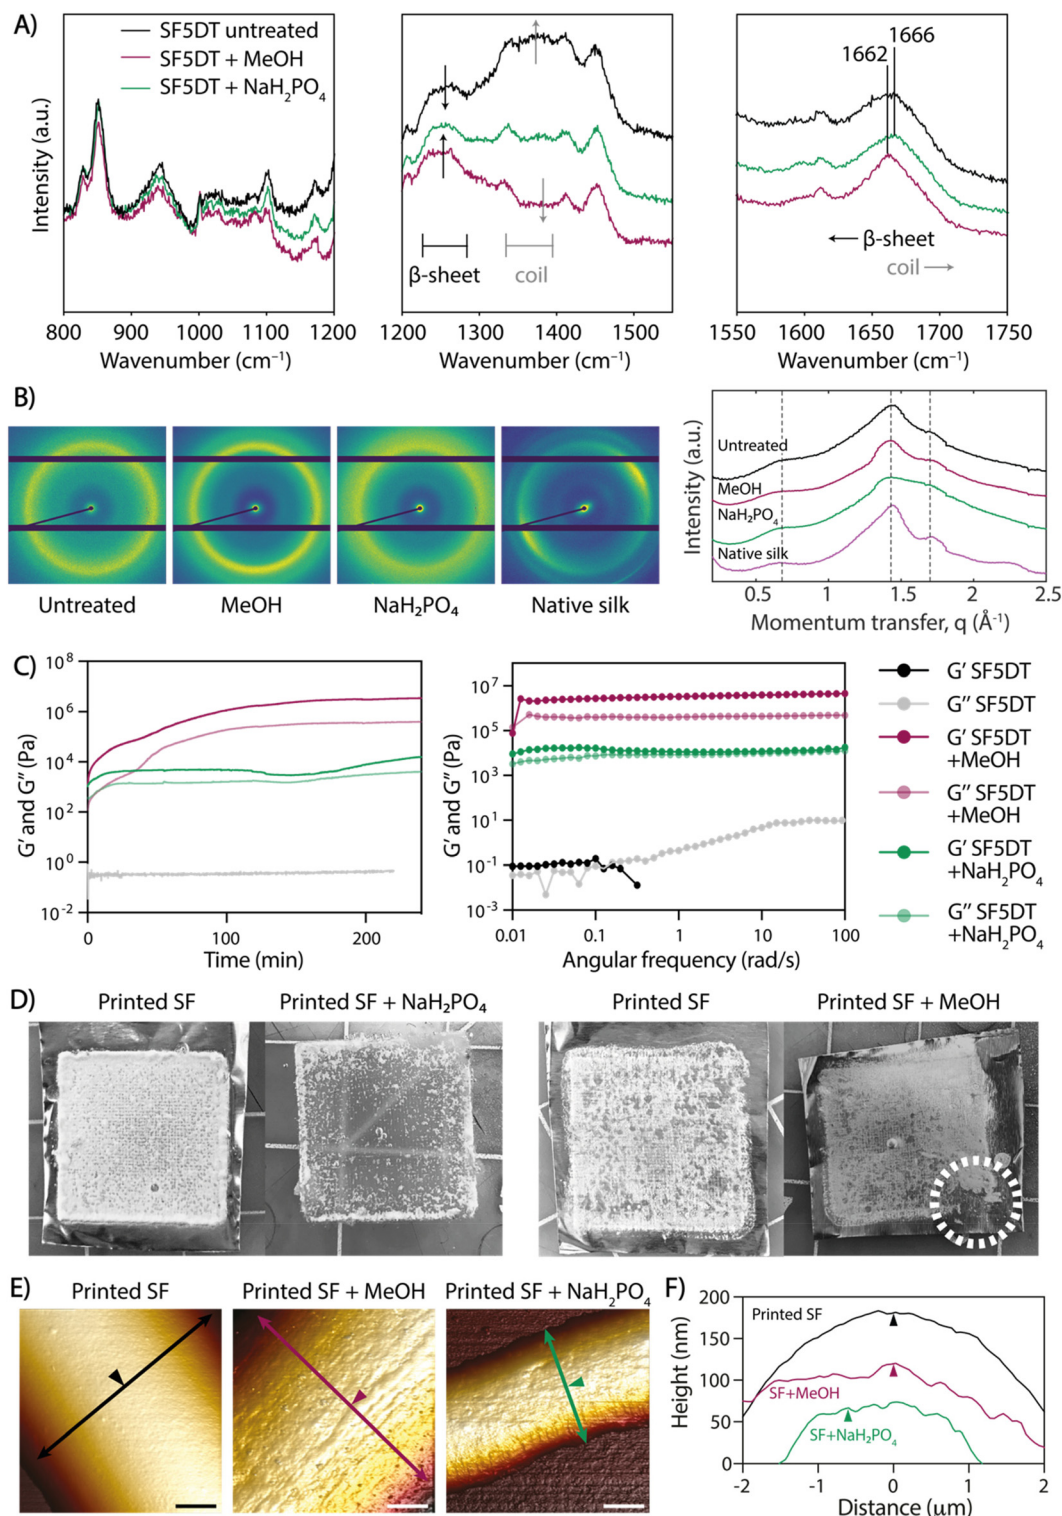 A)
SF5DT untreated
SF5DT + MeOH
SF5DT + NaH₂PO₄
Intensity (a.u.)
800 900 1000 1100 1200
Wavenumber (cm⁻¹)
β-sheet
coil
1200 1300 1400 1500
Wavenumber (cm⁻¹)
1666
1662
β-sheet
coil
1550 1600 1650 1700 1750
Wavenumber (cm⁻¹)
B)
Untreated
MeOH
NaH₂PO₄
Native silk
Intensity (a.u.)
Untreated
MeOH
NaH₂PO₄
Native silk
0.5 1 1.5 2 2.5
Momentum transfer, q (Å⁻¹)
C)
G′ and G″ (Pa)
10⁸
10⁶
10⁴
10²
10⁰
10⁻²
0 100 200
Time (min)
G′ and G″ (Pa)
10⁷
10⁵
10³
10¹
10⁻¹
10⁻³
0.01 0.1 1 10 100
Angular frequency (rad/s)
G′ SF5DT
G″ SF5DT
G′ SF5DT
+MeOH
G″ SF5DT
+MeOH
G′ SF5DT
+NaH₂PO₄
G″ SF5DT
+NaH₂PO₄
D)
Printed SF
Printed SF + NaH₂PO₄
Printed SF
Printed SF + MeOH
E)
Printed SF
Printed SF + MeOH
Printed SF + NaH₂PO₄
F)
Height (nm)
200
150
100
50
0
Printed SF
SF+MeOH
SF+NaH₂PO₄
-2 -1 0 1 2
Distance (μm)